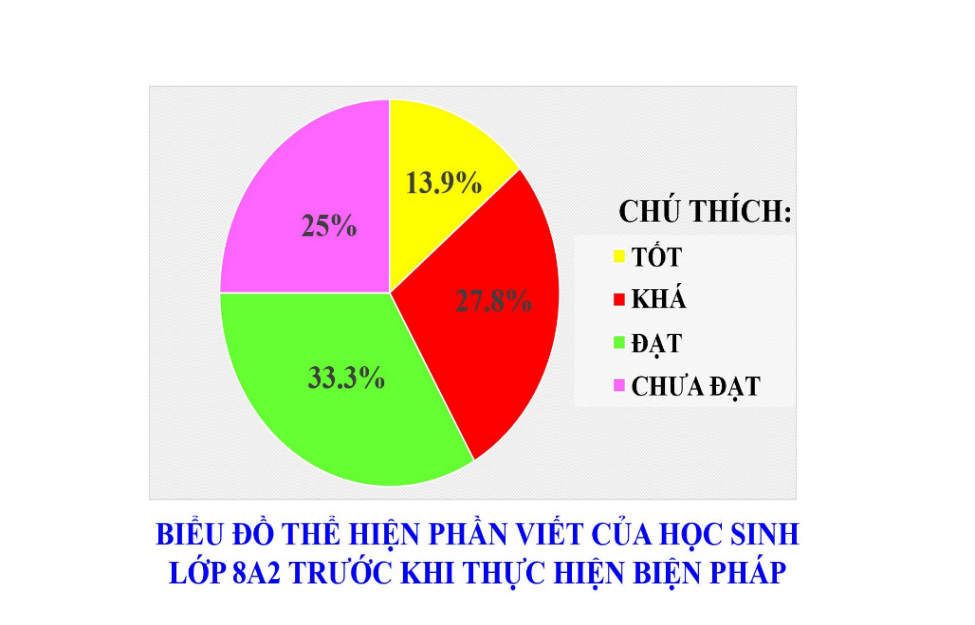 13.9%
25%
27.8%
33.3%
CHÚ THÍCH:
TỐT
KHÁ
ĐẠT
CHƯA ĐẠT
BIỂU ĐỒ THỂ HIỆN PHẦN VIẾT CỦA HỌC SINH
LỚP 8A2 TRƯỚC KHI THỰC HIỆN BIỆN PHÁP